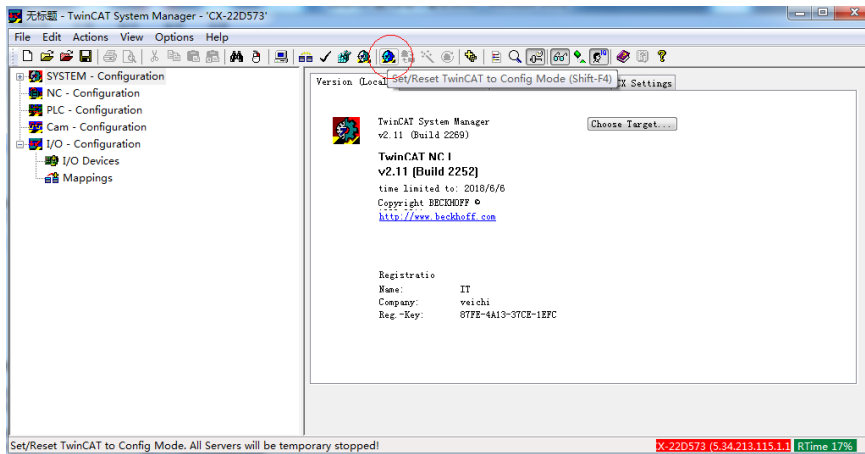 无标题 - TwinCAT System Manager - 'CX-22D573'
File Edit Actions View Options Help
SYSTEM - Configuration
NC - Configuration
PLC - Configuration
Cam - Configuration
I/O - Configuration
I/O Devices
Mappings
Version (Local
Set/Reset TwinCAT to Config Mode (Shift-F4)
CX Settings
TwinCAT System Manager
v2.11 (Build 2269)
Choose Target...
TwinCAT NC I
v2.11 (Build 2252)
time limited to: 2018/6/6
Copyright BECKHOFF ©
http://www.beckhoff.com
Registratio
Name: IT
Company: veichi
Reg.-Key: 87FE-4A13-37CE-1EFC
Set/Reset TwinCAT to Config Mode. All Servers will be temporary stopped!
CX-22D573 (5.34.213.115.1.1
RTime 17%